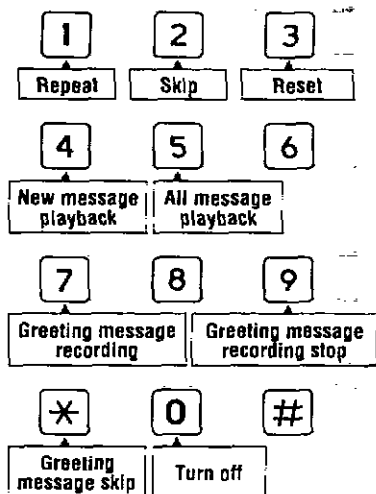 1 2 3
Repeat Skip Reset
4 5 6
New message All message
playback playback
7 8 9
Greeting message Greeting message
recording recording stop
* 0 #
Greeting
message skip Turn off